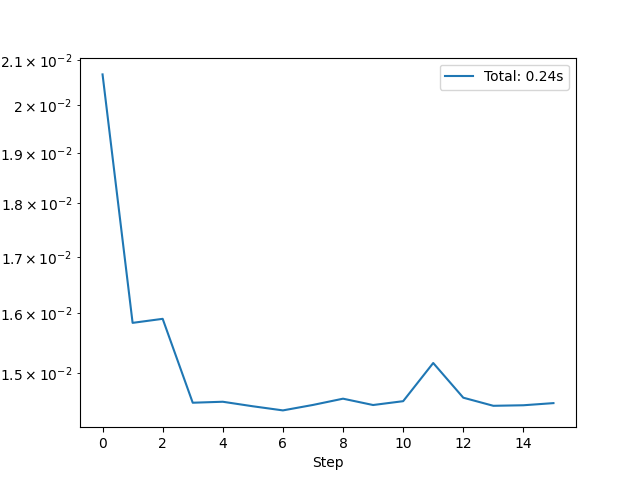 2.1 × 10⁻²
2 × 10⁻²
1.9 × 10⁻²
1.8 × 10⁻²
1.7 × 10⁻²
1.6 × 10⁻²
1.5 × 10⁻²
Total: 0.24s
0 2 4 6 8 10 12 14
Step